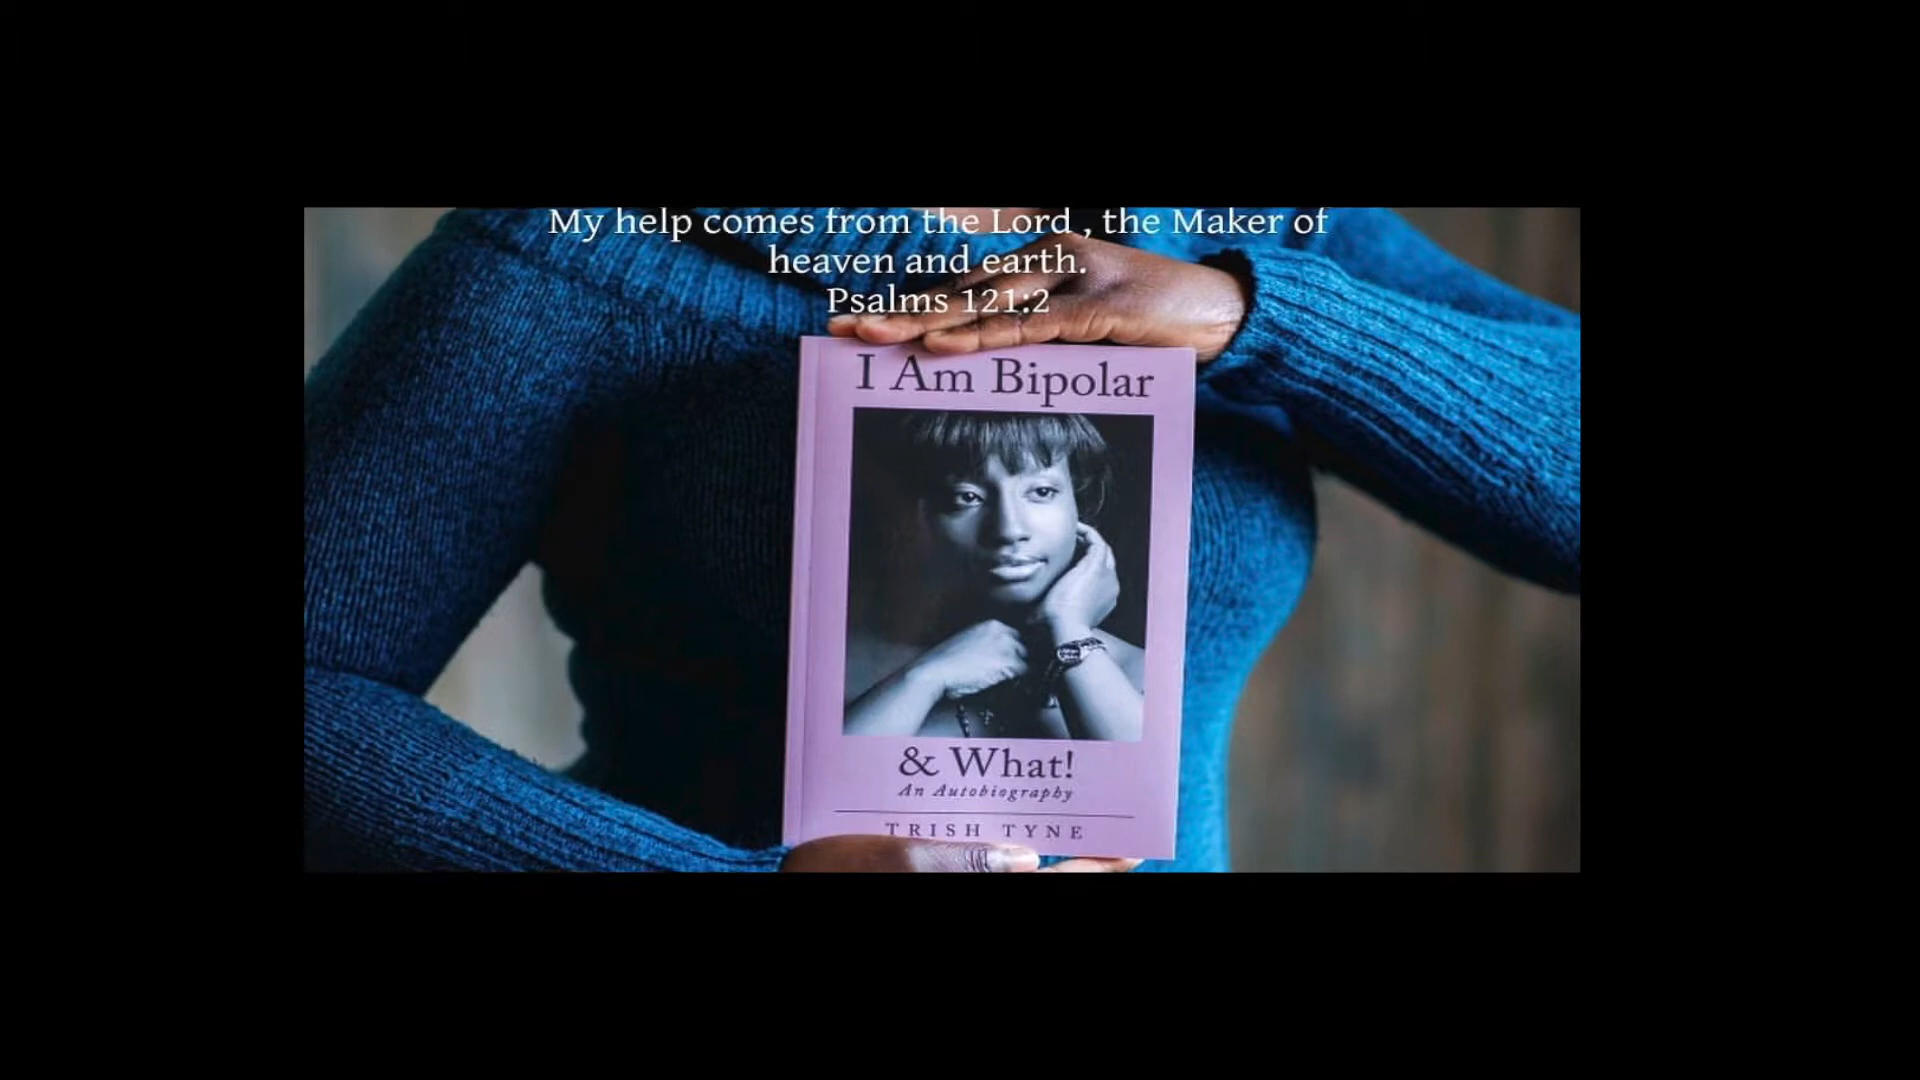 My help comes from the Lord , the Maker of
heaven and earth.
Psalms 121:2
I Am Bipolar
& What!
An Autobiography
TRISH TYNE